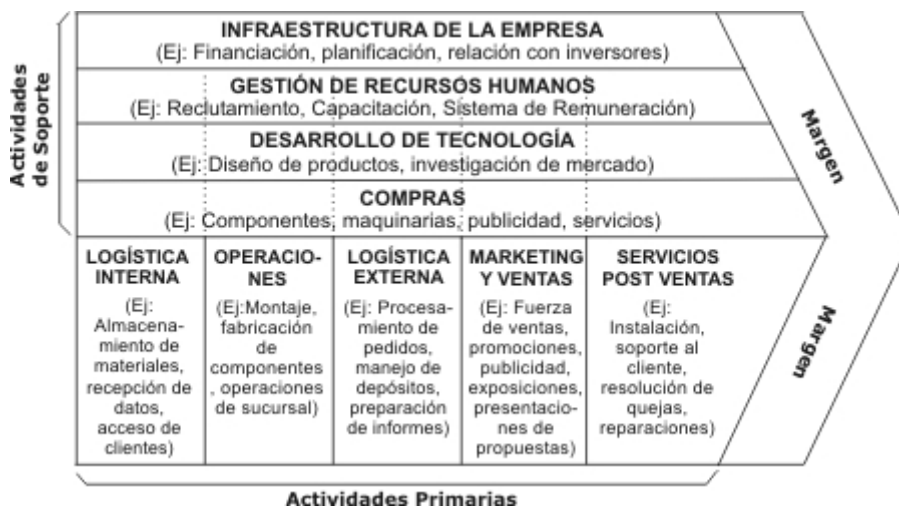 Actividades
de Soporte
INFRAESTRUCTURA DE LA EMPRESA
(Ej: Financiación, planificación, relación con inversores)
GESTIÓN DE RECURSOS HUMANOS
(Ej: Reclutamiento, Capacitación, Sistema de Remuneración)
DESARROLLO DE TECNOLOGÍA
(Ej: Diseño de productos, investigación de mercado)
COMPRAS
(Ej: Componentes, maquinarias, publicidad, servicios)
Margen
LOGÍSTICA
INTERNA
(Ej:
Almacena-
miento de
materiales,
recepción de
datos,
acceso de
clientes)
OPERACIO-
NES
(Ej:Montaje,
fabricación
de
componentes
, operaciones
de sucursal)
LOGÍSTICA
EXTERNA
(Ej: Procesa-
miento de
pedidos,
manejo de
depósitos,
preparación
de informes)
MARKETING
Y VENTAS
(Ej: Fuerza
de ventas,
promociones,
publicidad,
exposiciones,
presentacio-
nes de
propuestas)
SERVICIOS
POST VENTAS
(Ej:
Instalación,
soporte al
cliente,
resolución de
quejas,
reparaciones)
Margen
Actividades Primarias